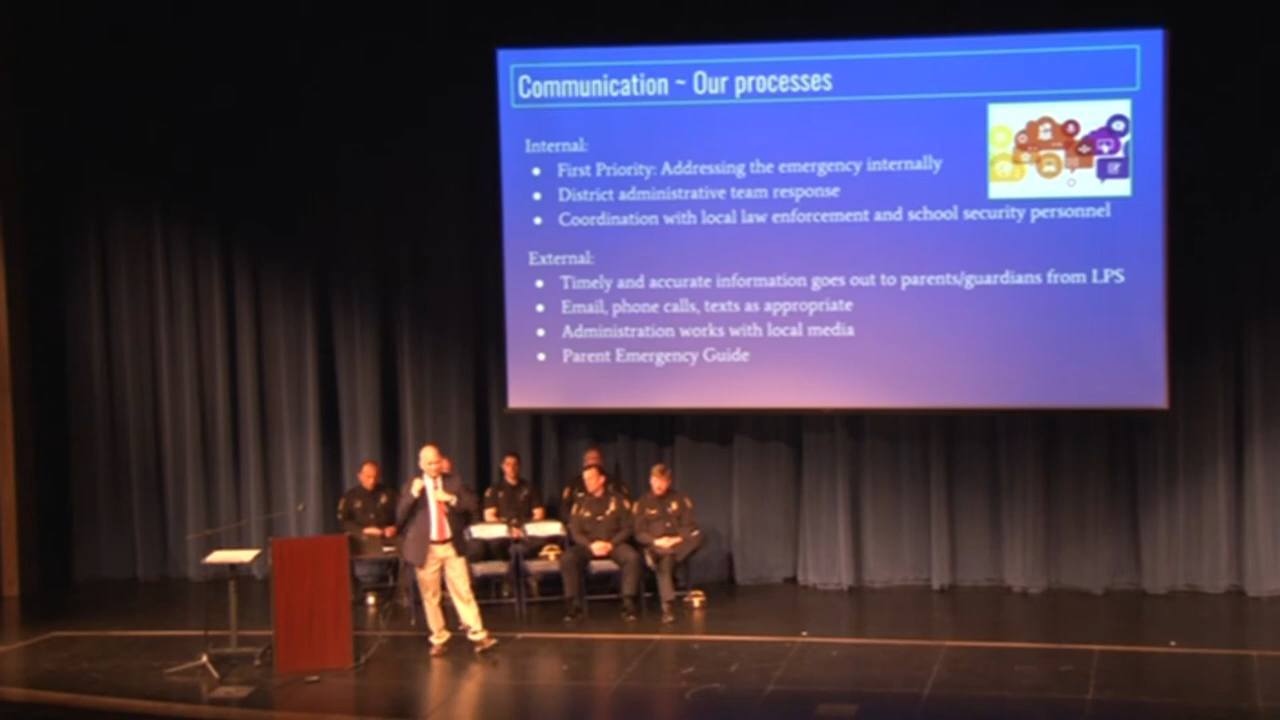 Communication ~ Our processes
Internal:
● First Priority: Addressing the emergency internally
● District administrative team response
● Coordination with local law enforcement and school security personnel
External:
● Timely and accurate information goes out to parents/guardians from LPS
● Email, phone calls, texts as appropriate
● Administration works with local media
● Parent Emergency Guide